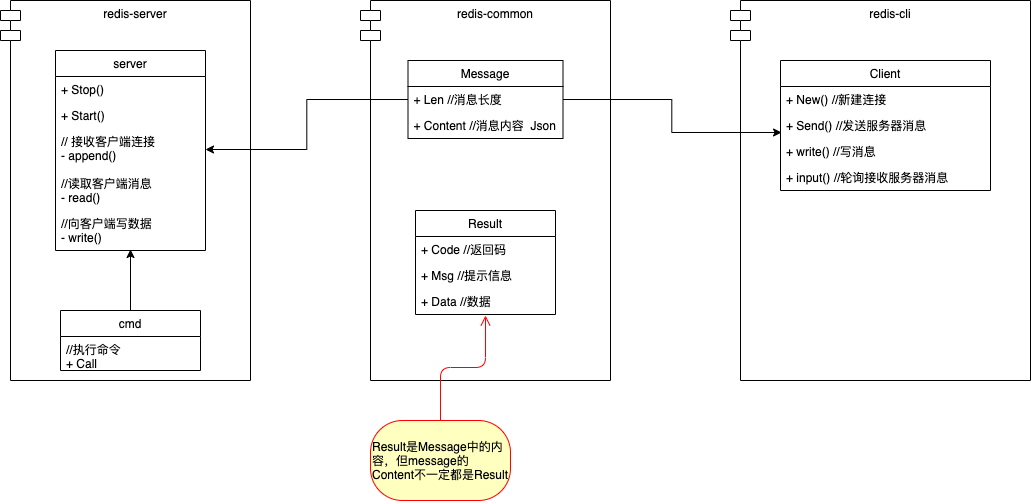 redis-server
server
+ Stop()
+ Start()
// 接收客户端连接
- append()
//读取客户端消息
- read()
//向客户端写数据
- write()
cmd
//执行命令
+ Call
redis-common
Message
+ Len //消息长度
+ Content //消息内容 Json
Result
+ Code //返回码
+ Msg //提示信息
+ Data //数据
Result是Message中的内
容，但message的
Content不一定都是Result
redis-cli
Client
+ New() //新建连接
+ Send() //发送服务器消息
+ write() //写消息
+ input() //轮询接收服务器消息